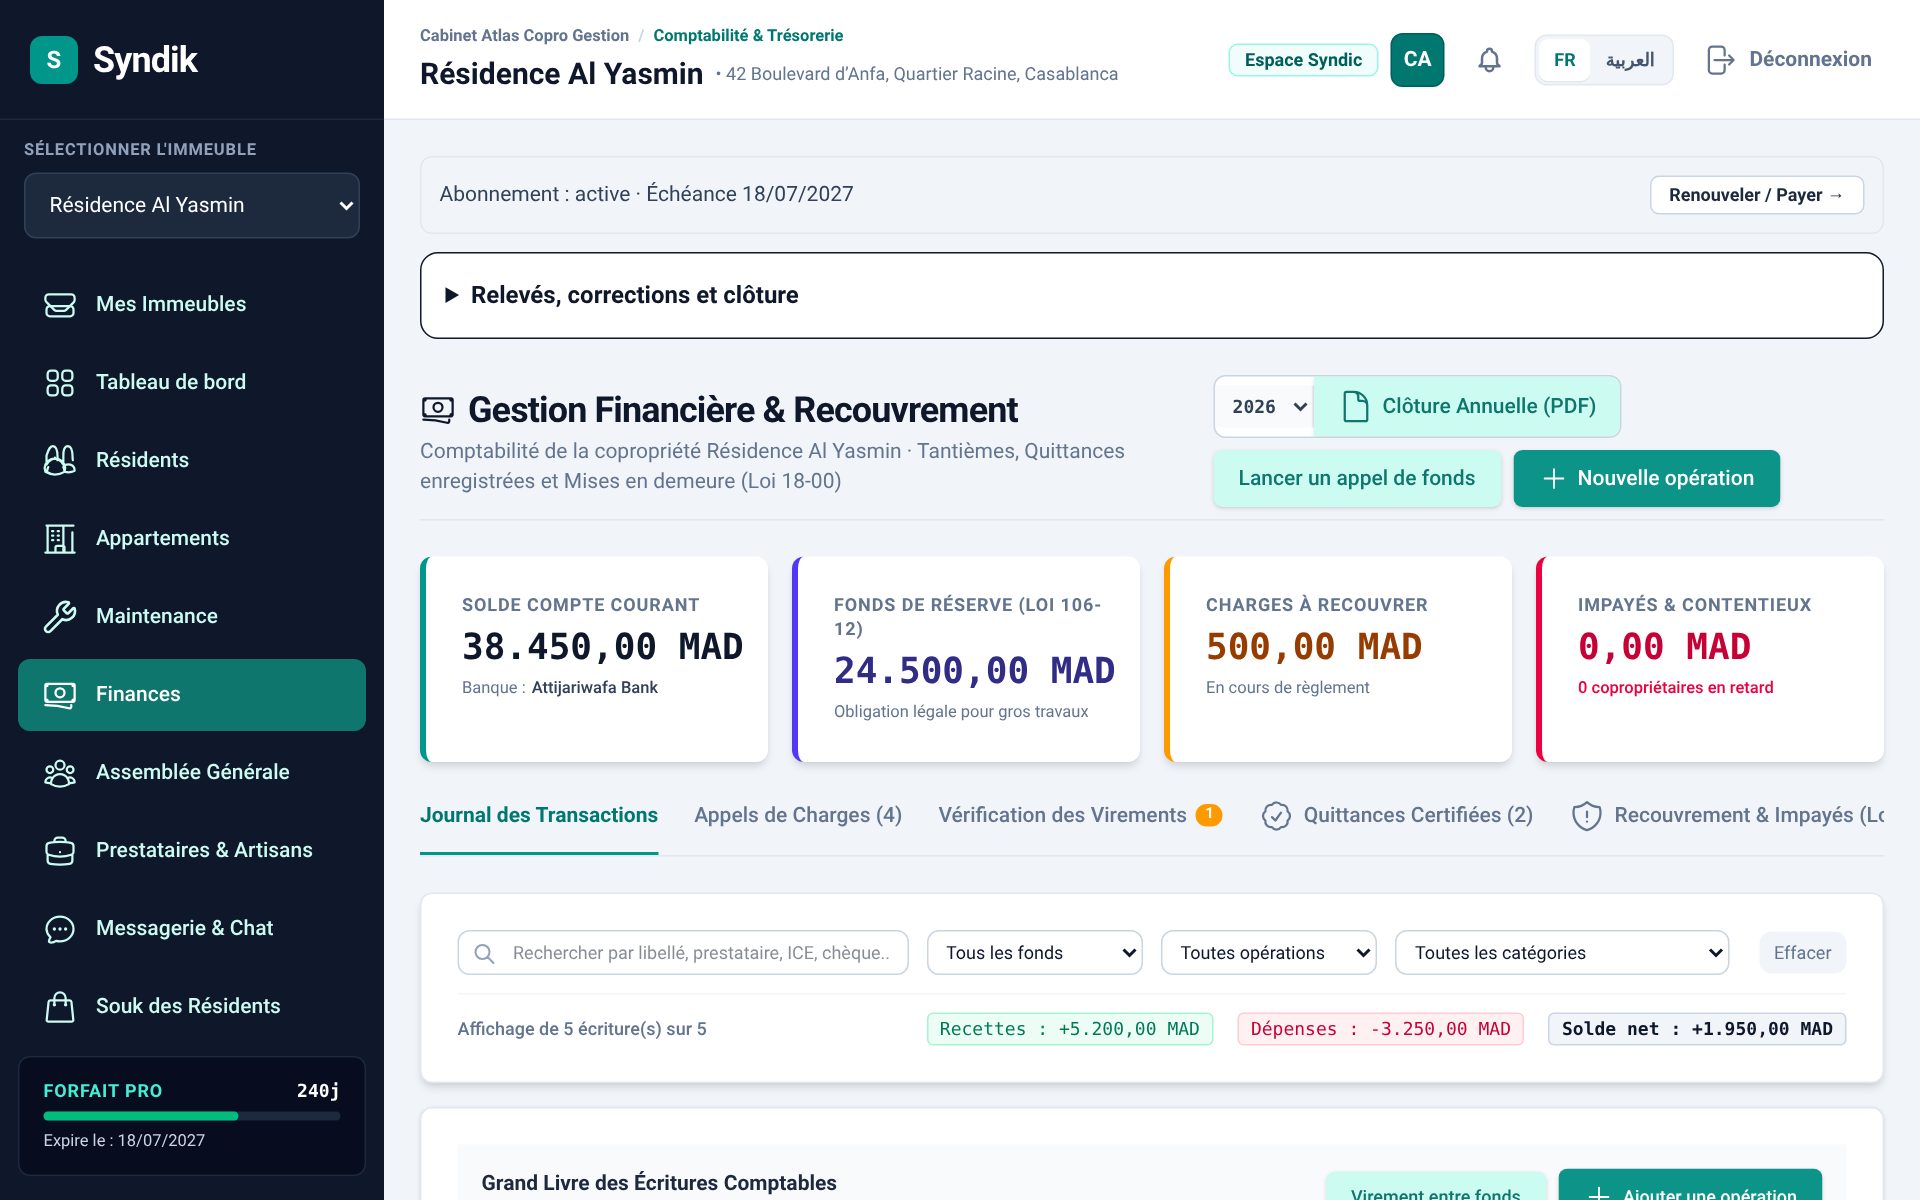 S Syndik
SÉLECTIONNER L'IMMEUBLE
Résidence Al Yasmin
Mes Immeubles
Tableau de bord
Résidents
Appartements
Maintenance
Finances
Assemblée Générale
Prestataires & Artisans
Messagerie & Chat
Souk des Résidents
FORFAIT PRO 240j
Expire le : 18/07/2027
Cabinet Atlas Copro Gestion / Comptabilité & Trésorerie
Résidence Al Yasmin • 42 Boulevard d’Anfa, Quartier Racine, Casablanca
Espace Syndic CA FR العربية Déconnexion
Abonnement : active · Échéance 18/07/2027
Renouveler / Payer →
Relevés, corrections et clôture
Gestion Financière & Recouvrement
Comptabilité de la copropriété Résidence Al Yasmin · Tantièmes, Quittances
enregistrées et Mises en demeure (Loi 18-00)
2026 Clôture Annuelle (PDF)
Lancer un appel de fonds Nouvelle opération
SOLDE COMPTE COURANT
38.450,00 MAD
Banque : Attijariwafa Bank
FONDS DE RÉSERVE (LOI 106-
12)
24.500,00 MAD
Obligation légale pour gros travaux
CHARGES À RECOUVRER
500,00 MAD
En cours de règlement
IMPAYÉS & CONTENTIEUX
0,00 MAD
0 copropriétaires en retard
Journal des Transactions Appels de Charges (4) Vérification des Virements 1 Quittances Certifiées (2) Recouvrement & Impayés (Lo
Rechercher par libellé, prestataire, ICE, chèque.. Tous les fonds Toutes opérations Toutes les catégories Effacer
Affichage de 5 écriture(s) sur 5 Recettes : +5.200,00 MAD Dépenses : -3.250,00 MAD Solde net : +1.950,00 MAD
Grand Livre des Écritures Comptables
Virement entre fonds Ajouter une opération